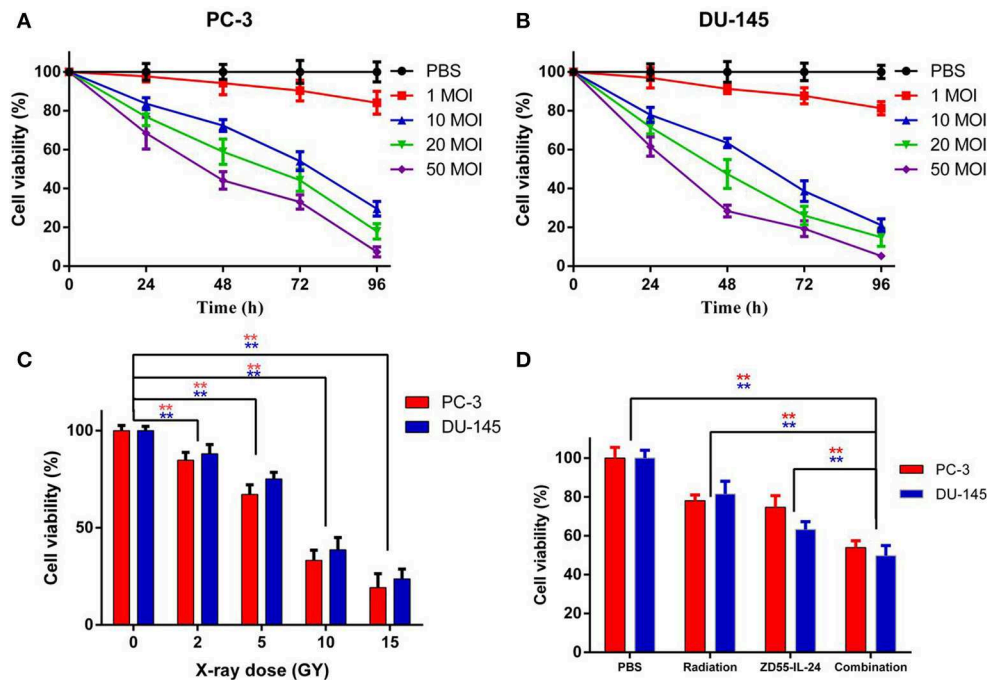 A
PC-3
Cell viability (%)
100
80
60
40
20
0
0 24 48 72 96
Time (h)
PBS
1 MOI
10 MOI
20 MOI
50 MOI
B
DU-145
Cell viability (%)
100
80
60
40
20
0
0 24 48 72 96
Time (h)
PBS
1 MOI
10 MOI
20 MOI
50 MOI
C
**
**
**
**
**
**
**
**
PC-3
DU-145
Cell viability (%)
100
50
0
0 2 5 10 15
X-ray dose (GY)
D
**
**
**
**
**
**
PC-3
DU-145
Cell viability (%)
100
80
60
40
20
0
PBS Radiation ZD55-IL-24 Combination